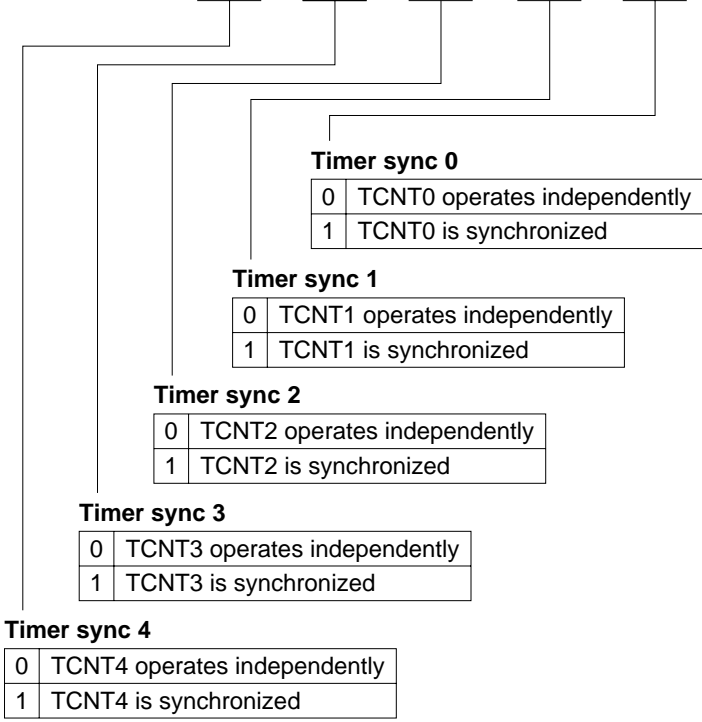 Timer sync 0
0 TCNT0 operates independently
1 TCNT0 is synchronized
Timer sync 1
0 TCNT1 operates independently
1 TCNT1 is synchronized
Timer sync 2
0 TCNT2 operates independently
1 TCNT2 is synchronized
Timer sync 3
0 TCNT3 operates independently
1 TCNT3 is synchronized
Timer sync 4
0 TCNT4 operates independently
1 TCNT4 is synchronized